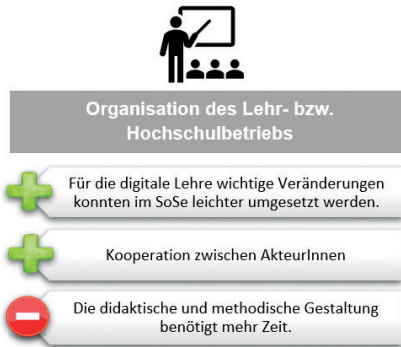 Organisation des Lehr- bzw.
Hochschulbetriebs
Für die digitale Lehre wichtige Veränderungen
konnten im SoSe leichter umgesetzt werden.
Kooperation zwischen AkteurInnen
Die didaktische und methodische Gestaltung
benötigt mehr Zeit.